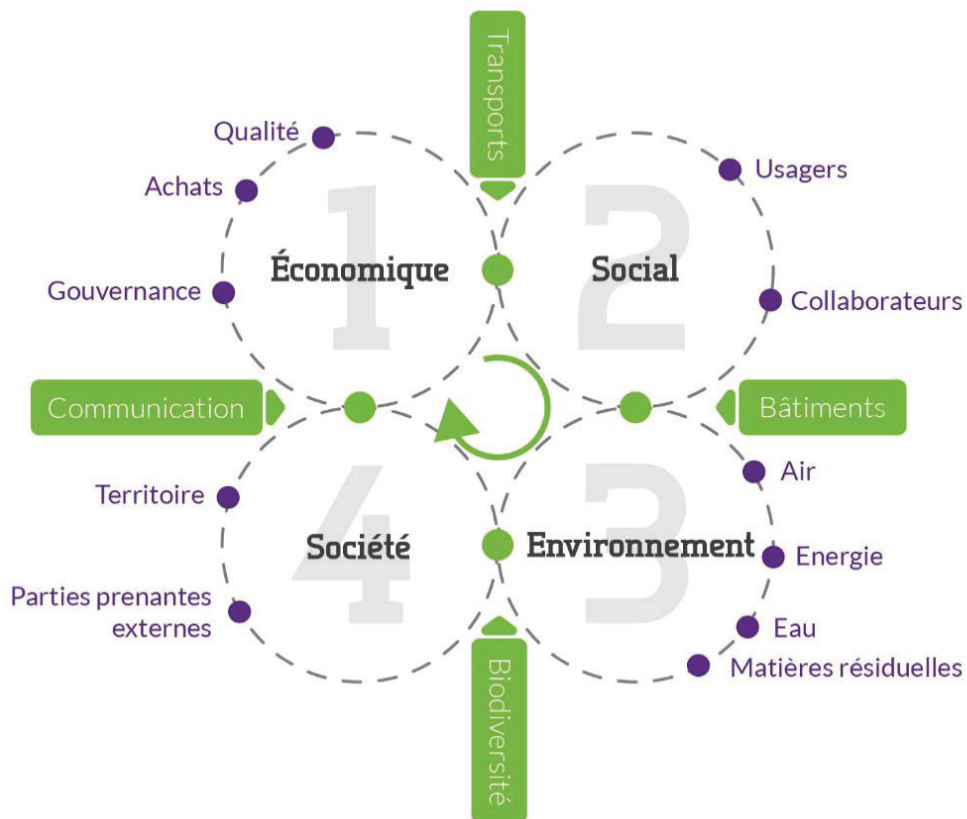 Transports
Qualité
Achats
Gouvernance
1
Économique
2
Social
Usagers
Collaborateurs
Communication
Bâtiments
Territoire
Parties prenantes
externes
4
Société
3
Environnement
Air
Energie
Eau
Matières résiduelles
Biodiversité